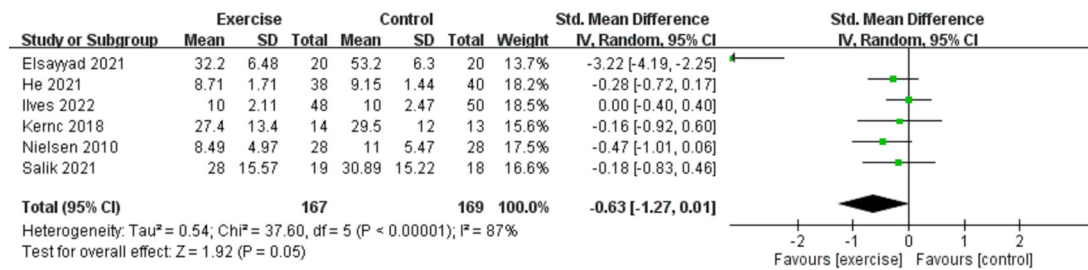 Exercise Control Std. Mean Difference Std. Mean Difference
Study or Subgroup Mean SD Total Mean SD Total Weight IV, Random, 95% CI IV, Random, 95% CI
Elsayyad 2021 32.2 6.48 20 53.2 6.3 20 13.7% -3.22 [-4.19, -2.25]
He 2021 8.71 1.71 38 9.15 1.44 40 18.2% -0.28 [-0.72, 0.17]
Ilves 2022 10 2.11 48 10 2.47 50 18.5% 0.00 [-0.40, 0.40]
Kernc 2018 27.4 13.4 14 29.5 12 13 15.6% -0.16 [-0.92, 0.60]
Nielsen 2010 8.49 4.97 28 11 5.47 28 17.4% -0.47 [-1.01, 0.06]
Salik 2021 28 15.57 19 30.89 15.22 18 16.6% -0.18 [-0.83, 0.46]
Total (95% CI) 167 169 100.0% -0.63 [-1.27, 0.01]
Heterogeneity: Tau² = 0.54; Chi² = 37.60, df = 5 (P < 0.00001); I² = 87%
Test for overall effect: Z = 1.92 (P = 0.05)
-2 -1 0 1 2
Favours [exercise] Favours [control]